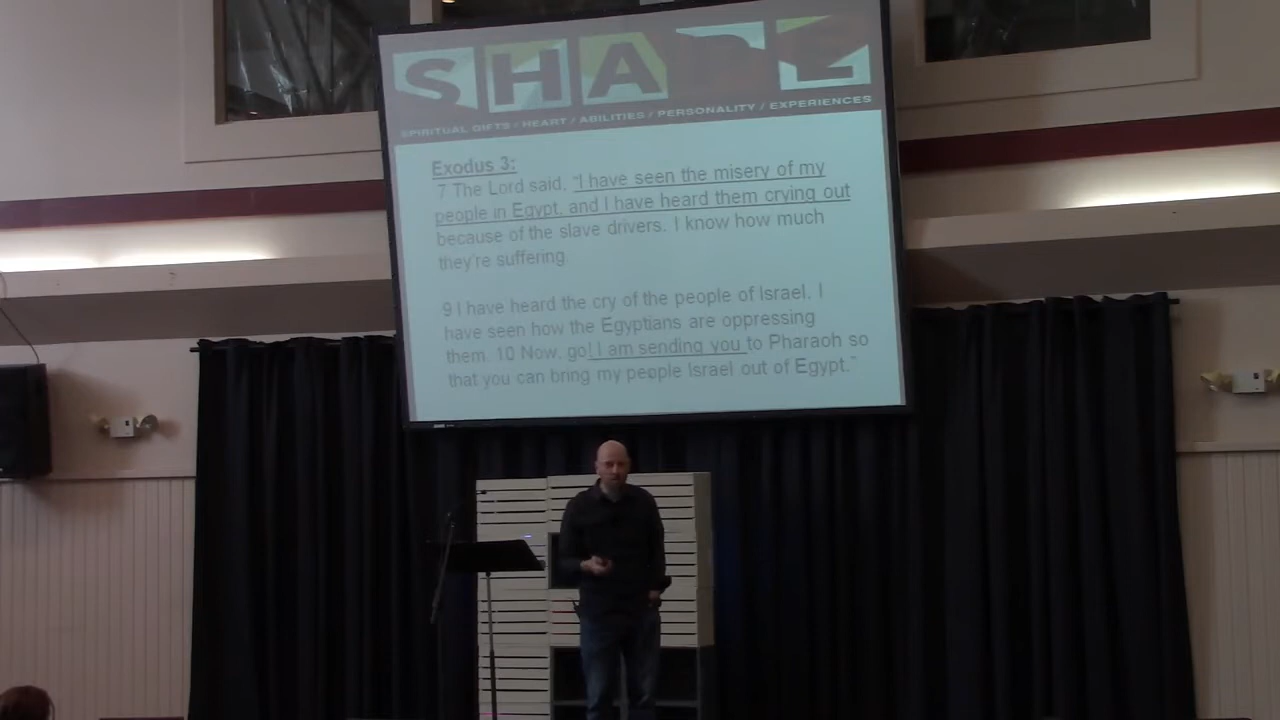 SHAPE
SPIRITUAL GIFTS / HEART / ABILITIES / PERSONALITY / EXPERIENCES
Exodus 3:
7 The Lord said, "I have seen the misery of my
people in Egypt, and I have heard them crying out
because of the slave drivers. I know how much
they're suffering.
9 I have heard the cry of the people of Israel. I
have seen how the Egyptians are oppressing
them. 10 Now, go! I am sending you to Pharaoh so
that you can bring my people Israel out of Egypt."